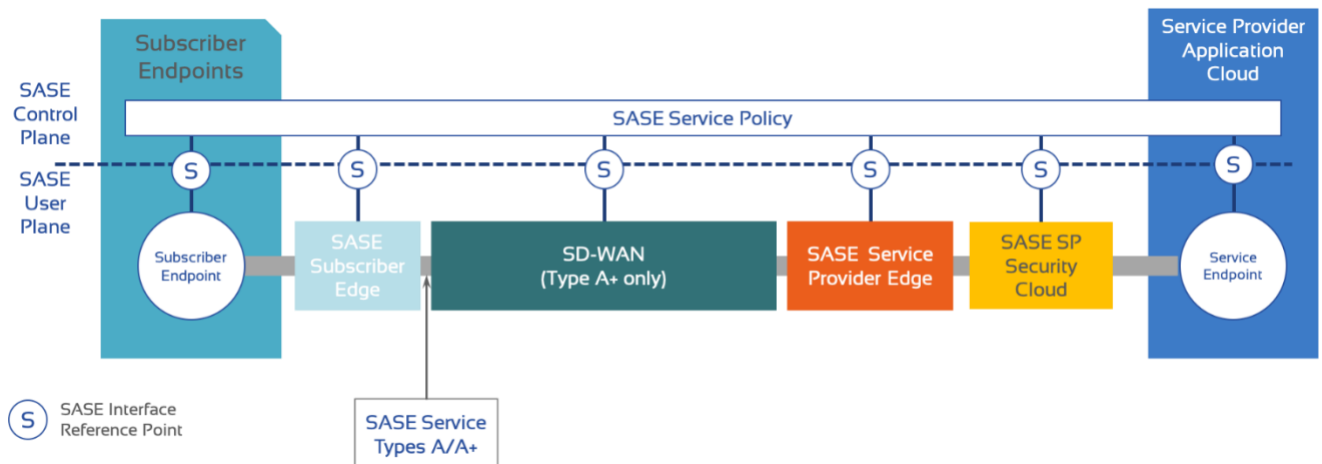 Subscriber
Endpoints
Service Provider
Application
Cloud
SASE
Control
Plane
SASE Service Policy
S
S
S
S
S
S
SASE
User
Plane
Subscriber
Endpoint
SASE
Subscriber
Edge
SD-WAN
(Type A+ only)
SASE Service
Provider Edge
SASE SP
Security
Cloud
Service
Endpoint
S
SASE Interface
Reference Point
SASE Service
Types A/A+